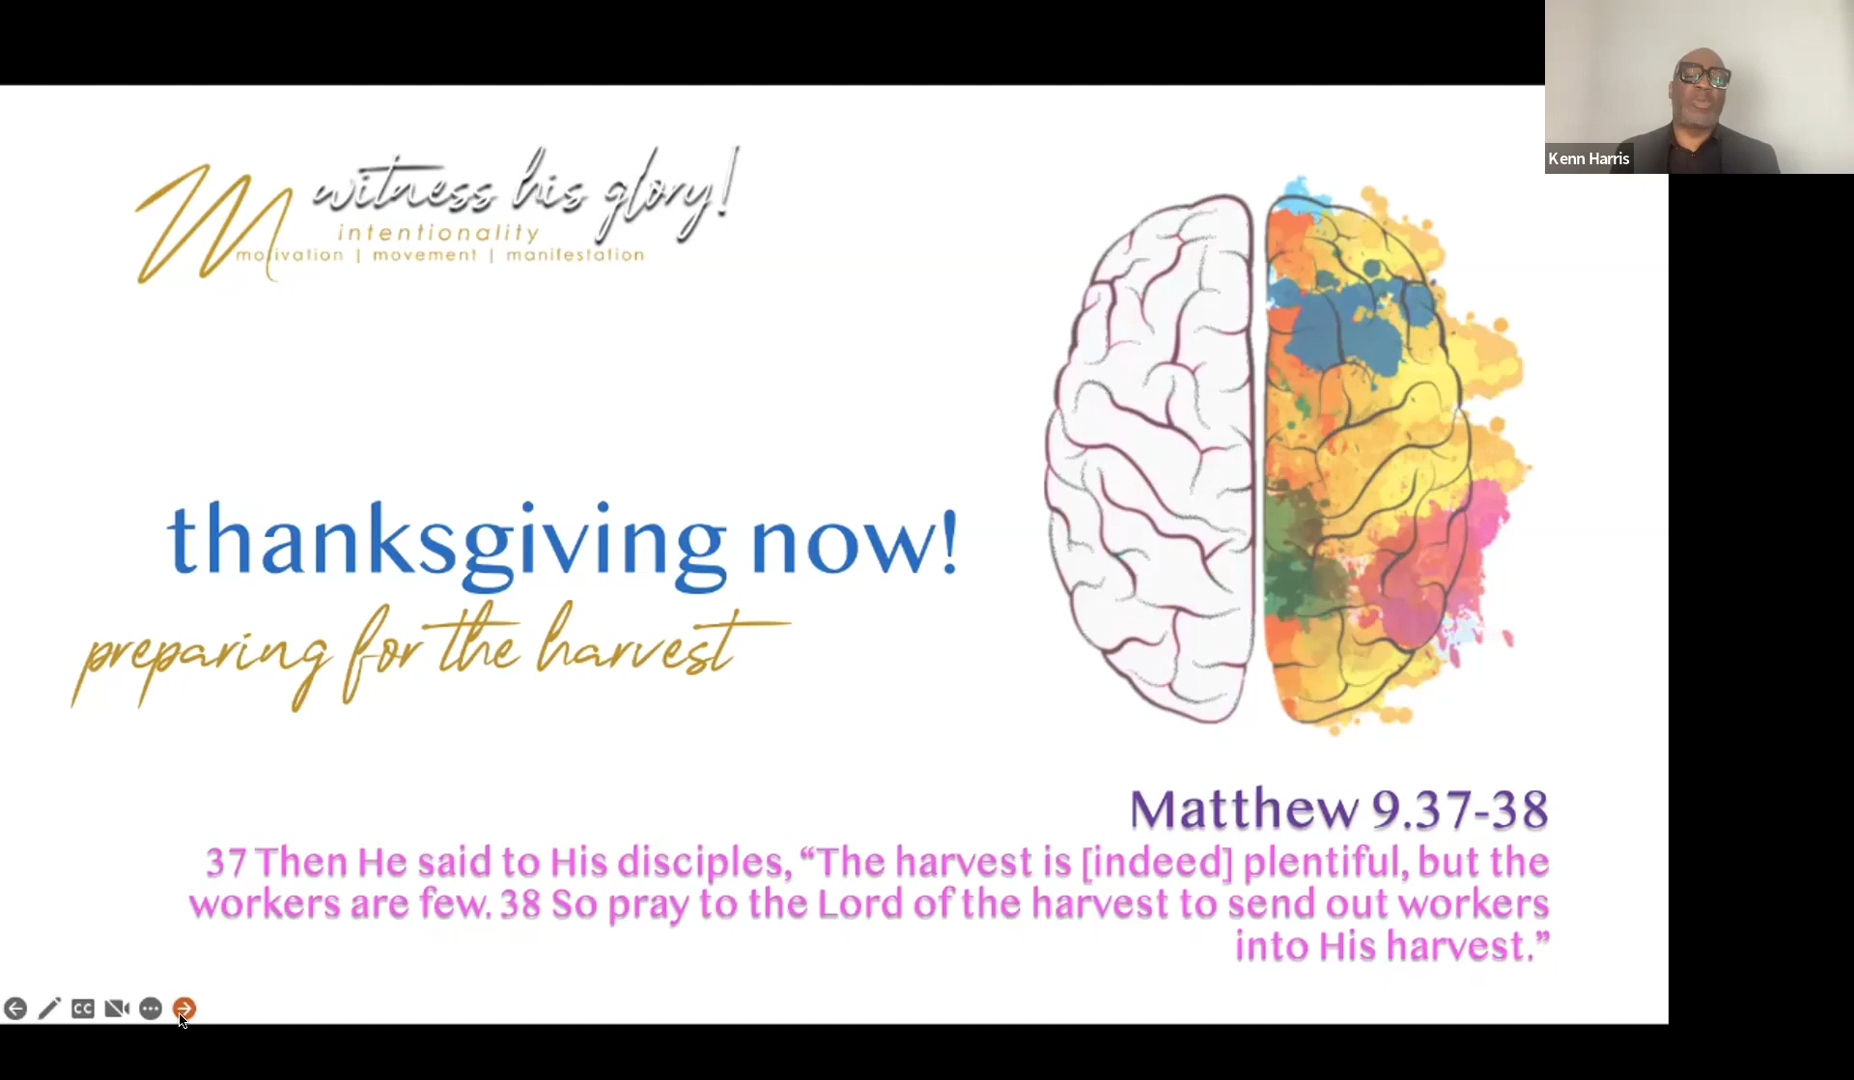 Kenn Harris
witness his glory!
intentionality
motivation | movement | manifestation
thanksgiving now!
preparing for the harvest
Matthew 9.37-38
37 Then He said to His disciples, “The harvest is [indeed] plentiful, but the
workers are few. 38 So pray to the Lord of the harvest to send out workers
into His harvest.”
CC